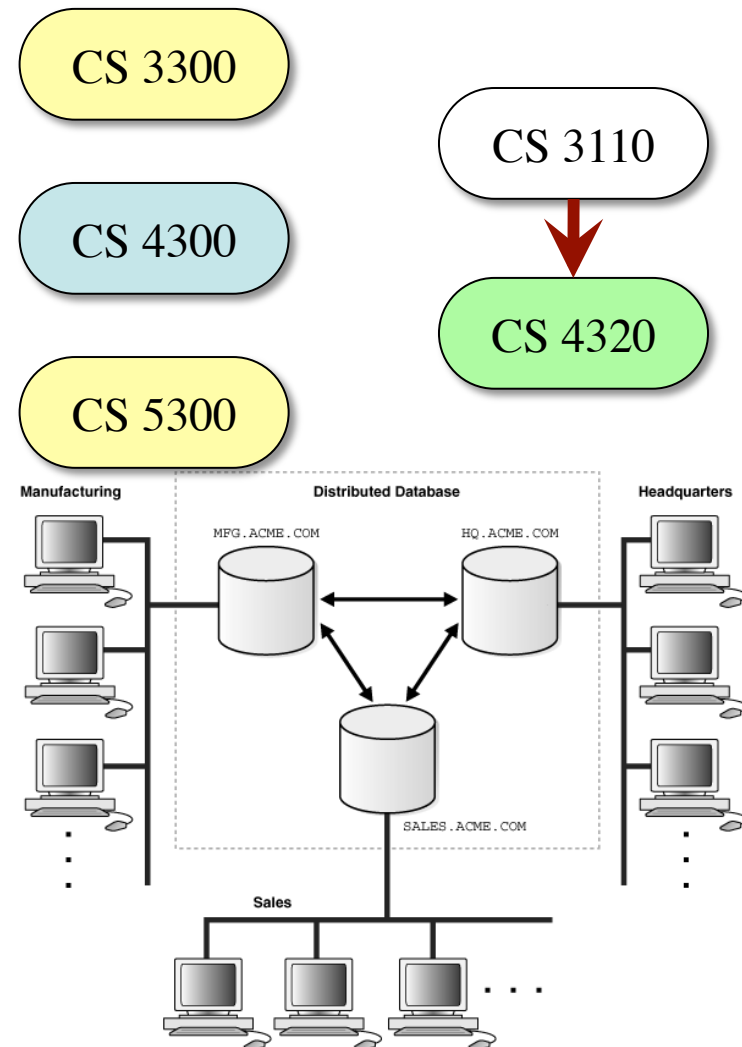 CS 3300
CS 3110
CS 4300
CS 4320
CS 5300
Manufacturing
Distributed Database
Headquarters
MFG.ACME.COM
HQ.ACME.COM
SALES.ACME.COM
Sales